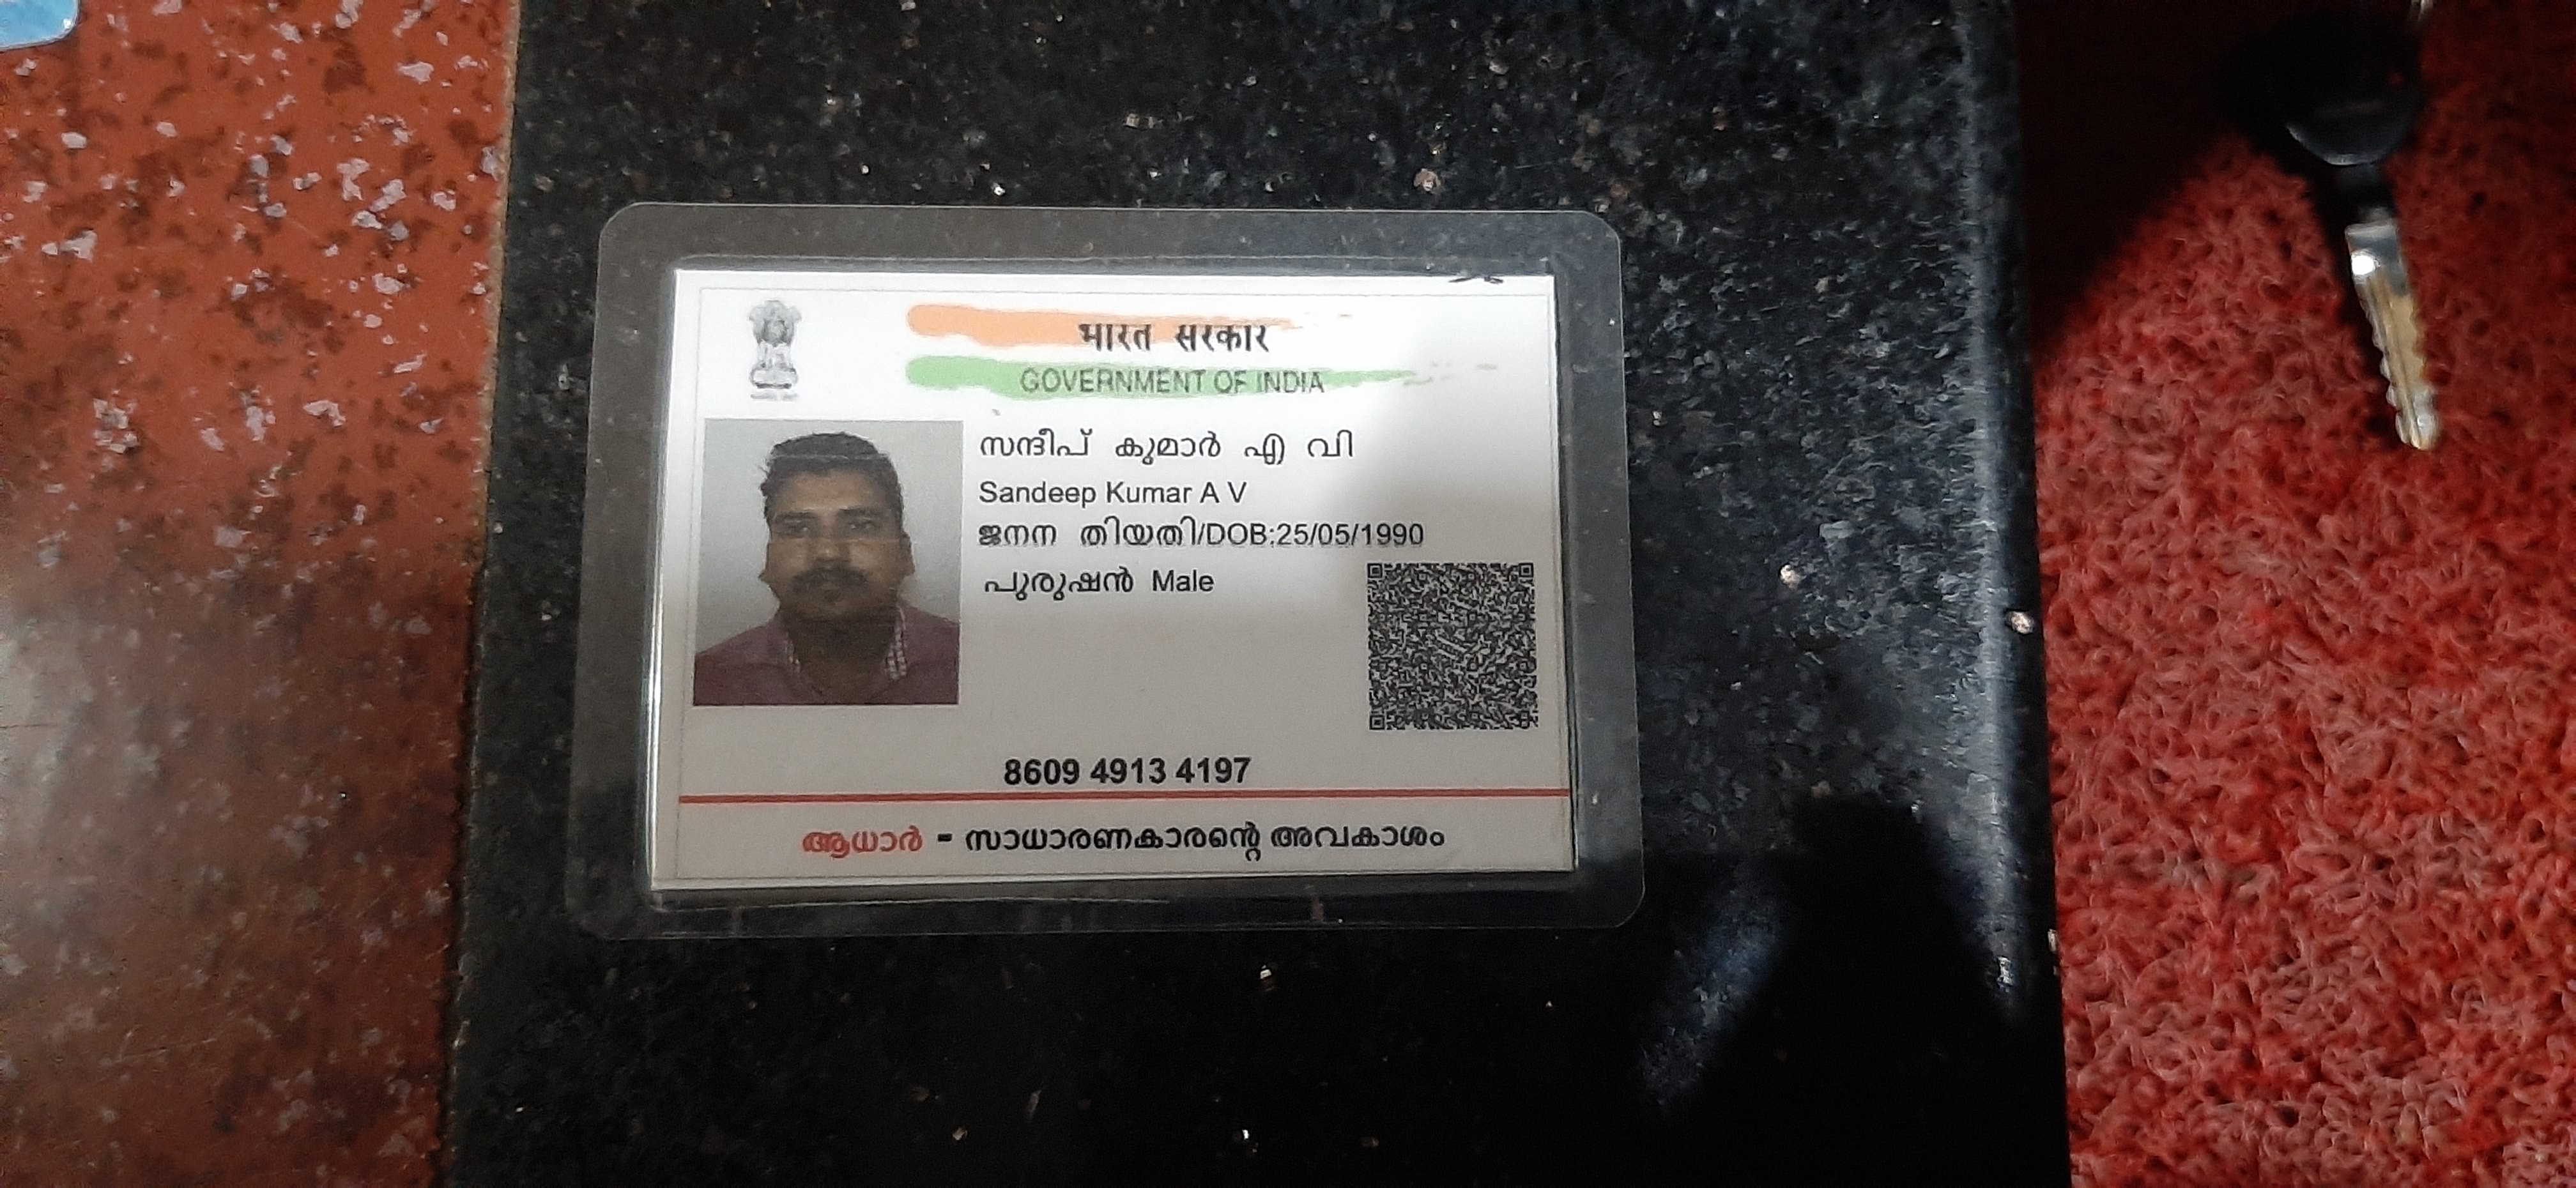 भारत सरकार
GOVERNMENT OF INDIA
സന്ദീപ് കുമാർ എ വി
Sandeep Kumar A V
ജനന തിയതി/DOB:25/05/1990
പുരുഷൻ Male
8609 4913 4197
ആധാർ - സാധാരണകാരന്റെ അവകാശം